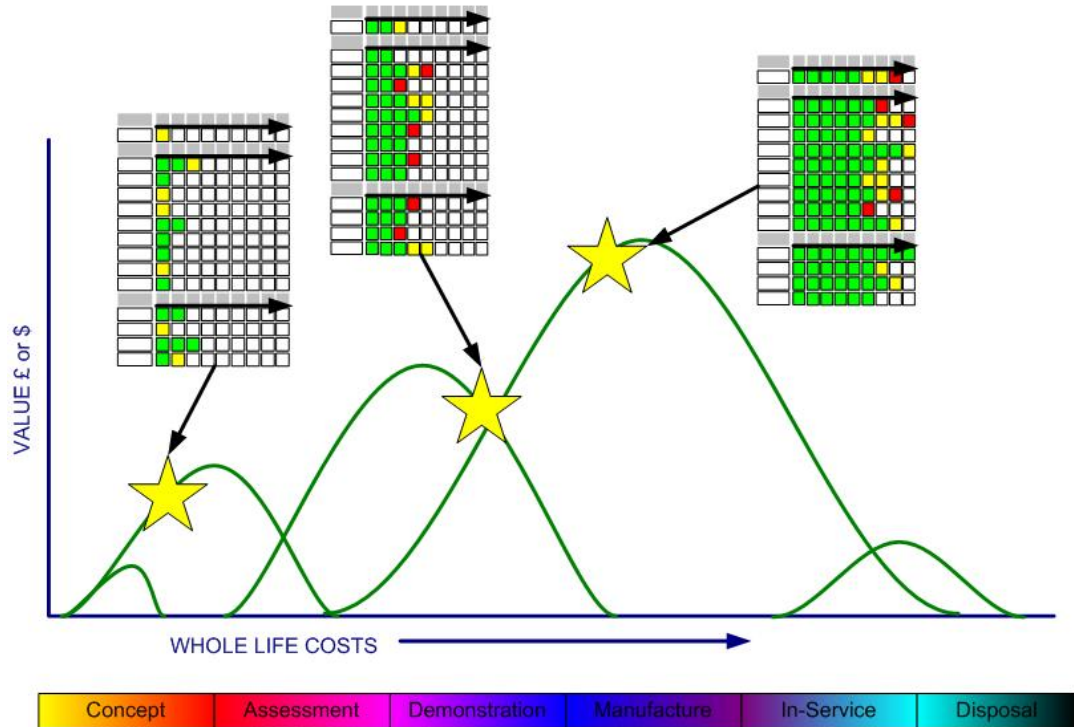 VALUE £ or $
WHOLE LIFE COSTS
Concept
Assessment
Demonstration
Manufacture
In-Service
Disposal